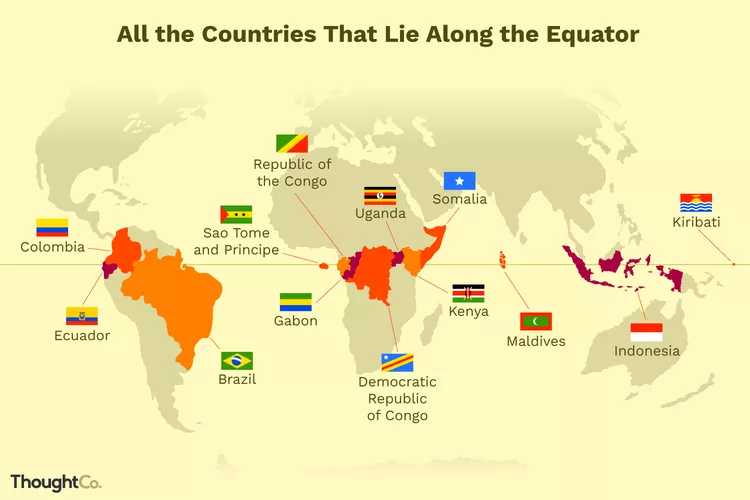 All the Countries That Lie Along the Equator
Republic of
the Congo
Somalia
Uganda
Kiribati
Sao Tome
and Principe
Colombia
Gabon
Kenya
Ecuador
Maldives
Indonesia
Brazil
Democratic
Republic
of Congo
ThoughtCo.